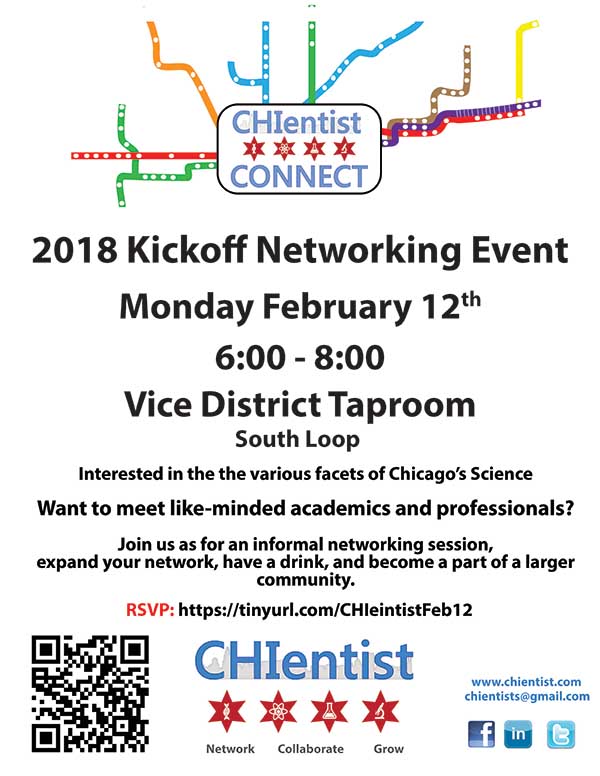 CHIentist
CONNECT
2018 Kickoff Networking Event
Monday February 12th
6:00 - 8:00
Vice District Taproom
South Loop
Interested in the the various facets of Chicago's Science
Want to meet like-minded academics and professionals?
Join us as for an informal networking session,
expand your network, have a drink, and become a part of a larger
community.
RSVP: https://tinyurl.com/CHIeintistFeb12
CHIentist
Network Collaborate Grow
www.chientist.com
chientists@gmail.com
f in t